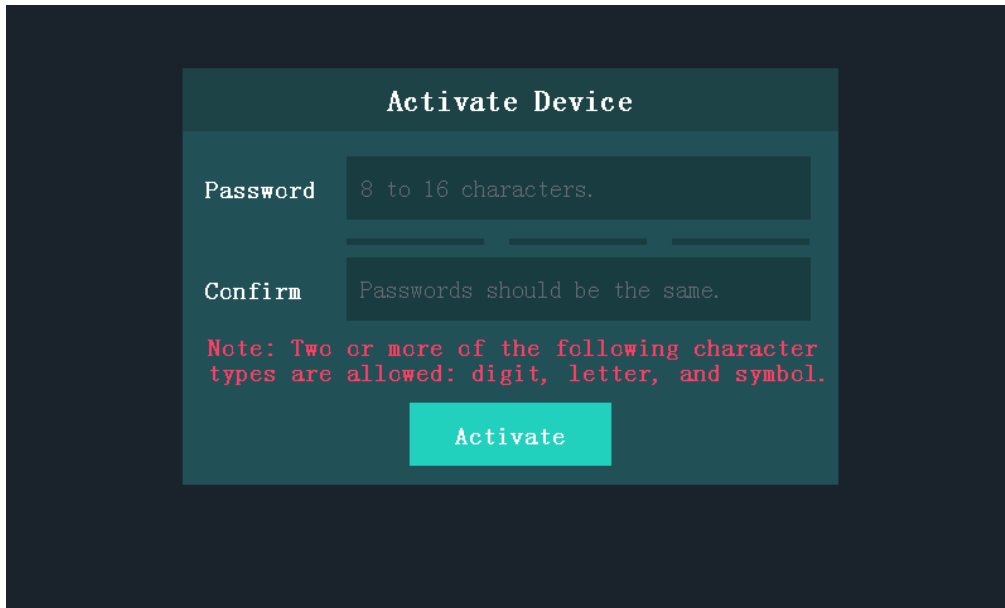 Activate Device
Password
8 to 16 characters.
Confirm
Passwords should be the same.
Note: Two or more of the following character
types are allowed: digit, letter, and symbol.
Activate